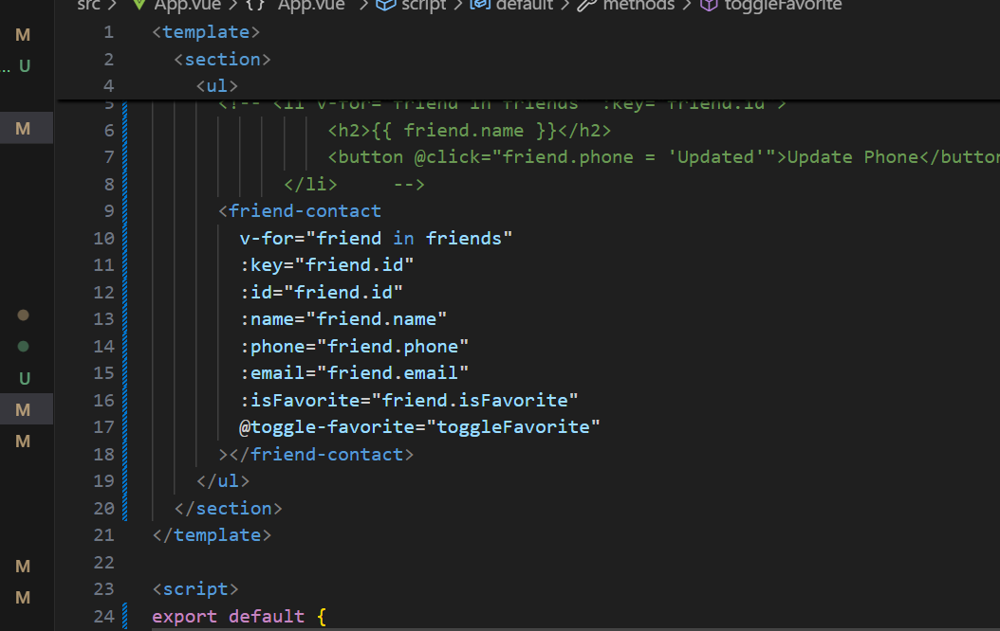 src > App.vue > {} App.vue > script > default > methods > toggleFavorite
M
1 <template>
2 <section>
... U
4 <ul>
5 <!-- <li v-for="friend in friends" :key="friend.id">
M
6 <h2>{{ friend.name }}</h2>
7 <button @click="friend.phone = 'Updated'">Update Phone</button
8 </li> -->
9 <friend-contact
10 v-for="friend in friends"
11 :key="friend.id"
12 :id="friend.id"
13 :name="friend.name"
14 :phone="friend.phone"
15 :email="friend.email"
U
16 :isFavorite="friend.isFavorite"
M
17 @toggle-favorite="toggleFavorite"
M
18 ></friend-contact>
19 </ul>
20 </section>
21 </template>
22
M
23 <script>
M
24 export default {